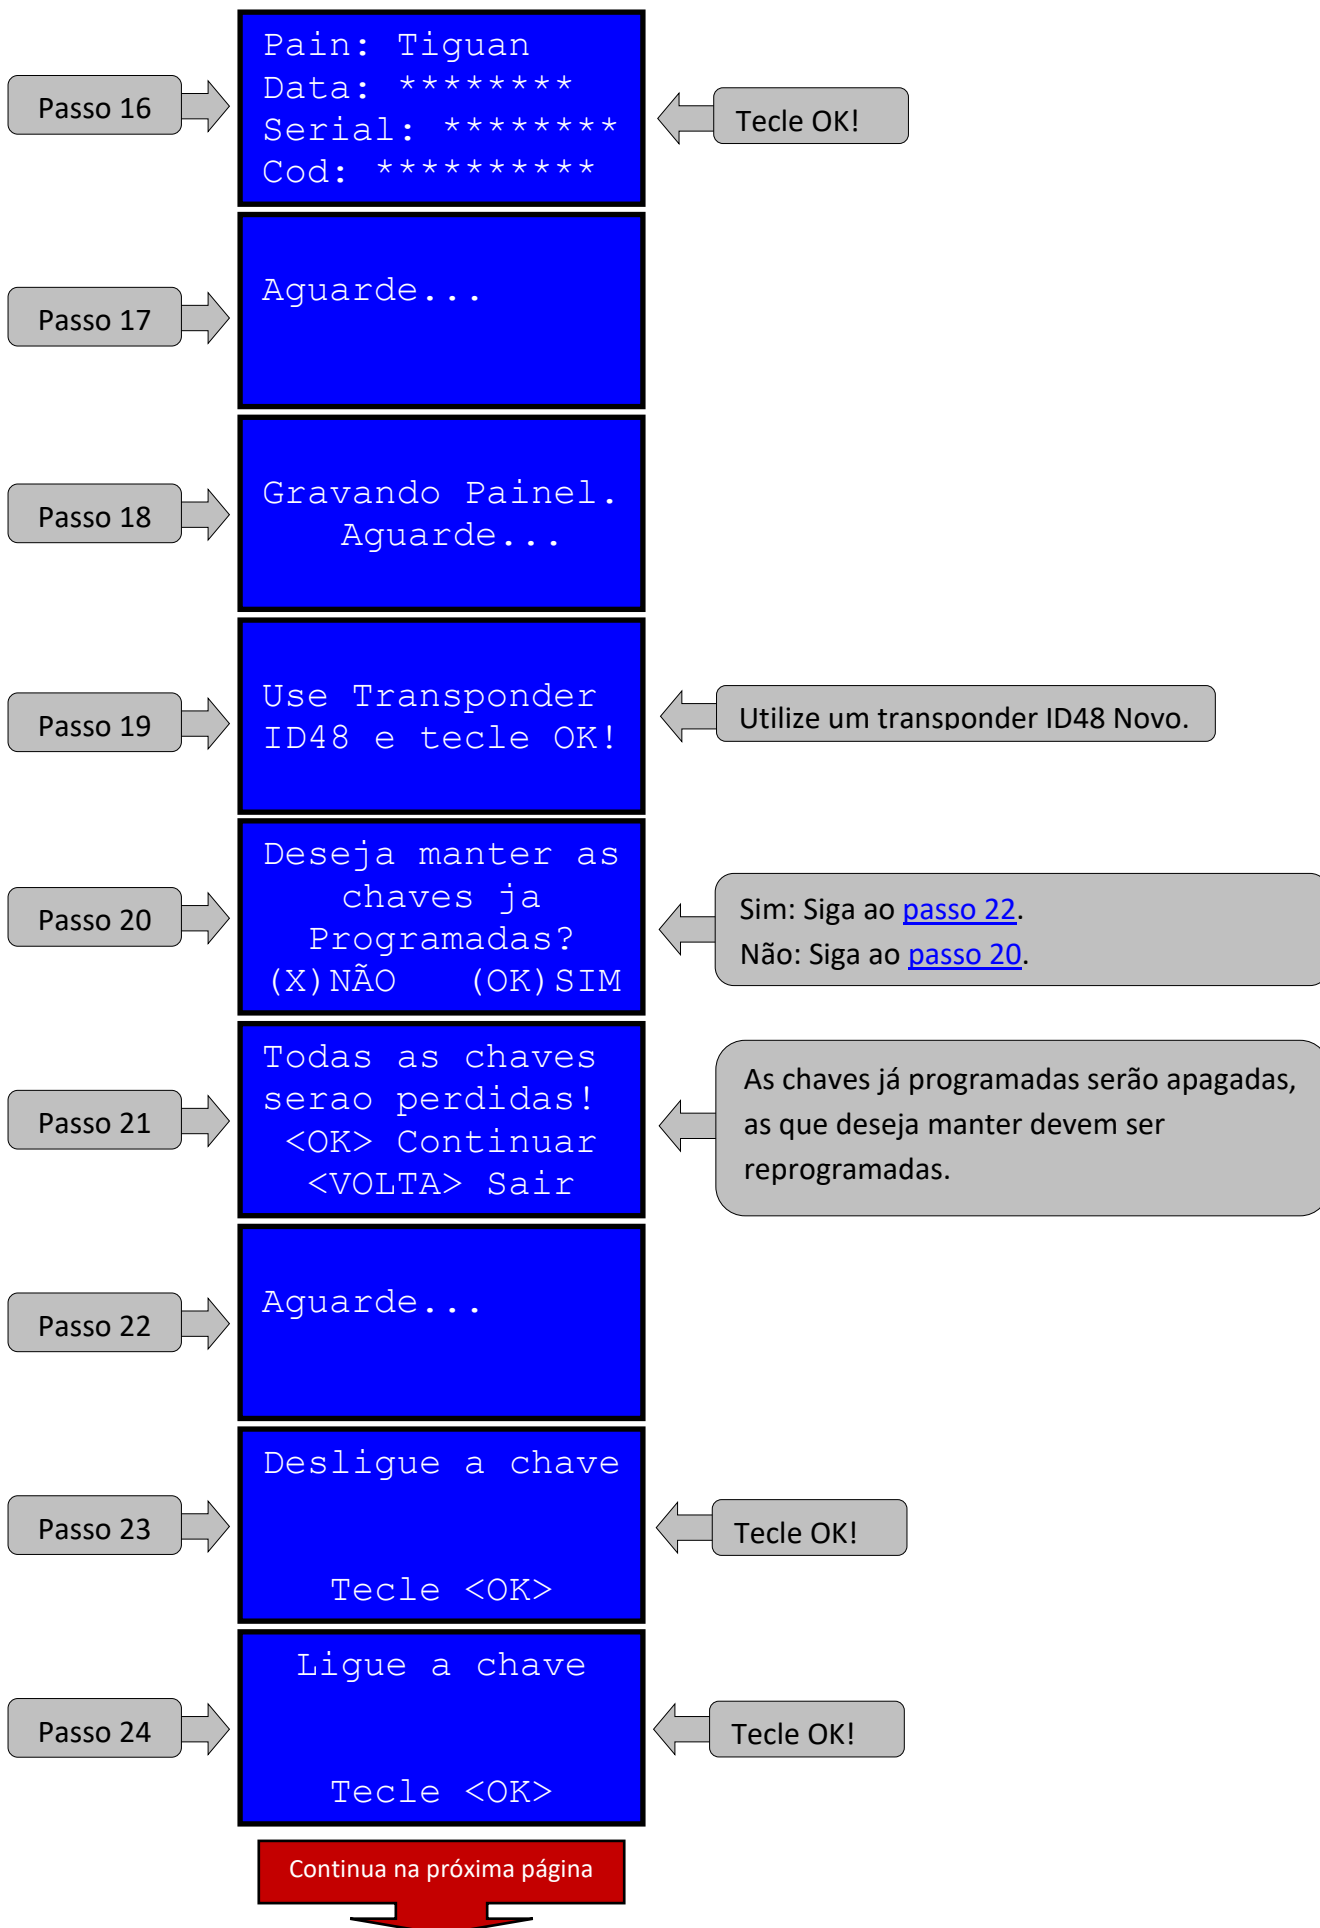 Passo 16
Pain: Tiguan
Data: ********
Serial: ********
Cod: **********
Tecle OK!
Passo 17
Aguarde...
Passo 18
Gravando Painel.
Aguarde...
Passo 19
Use Transponder
ID48 e tecle OK!
Utilize um transponder ID48 Novo.
Passo 20
Deseja manter as
chaves ja
Programadas?
(X)NÃO (OK)SIM
Sim: Siga ao passo 22.
Não: Siga ao passo 20.
Passo 21
Todas as chaves
serao perdidas!
<OK> Continuar
<VOLTA> Sair
As chaves já programadas serão apagadas,
as que deseja manter devem ser
reprogramadas.
Passo 22
Aguarde...
Passo 23
Desligue a chave
Tecle <OK>
Tecle OK!
Passo 24
Ligue a chave
Tecle <OK>
Tecle OK!
Continua na próxima página